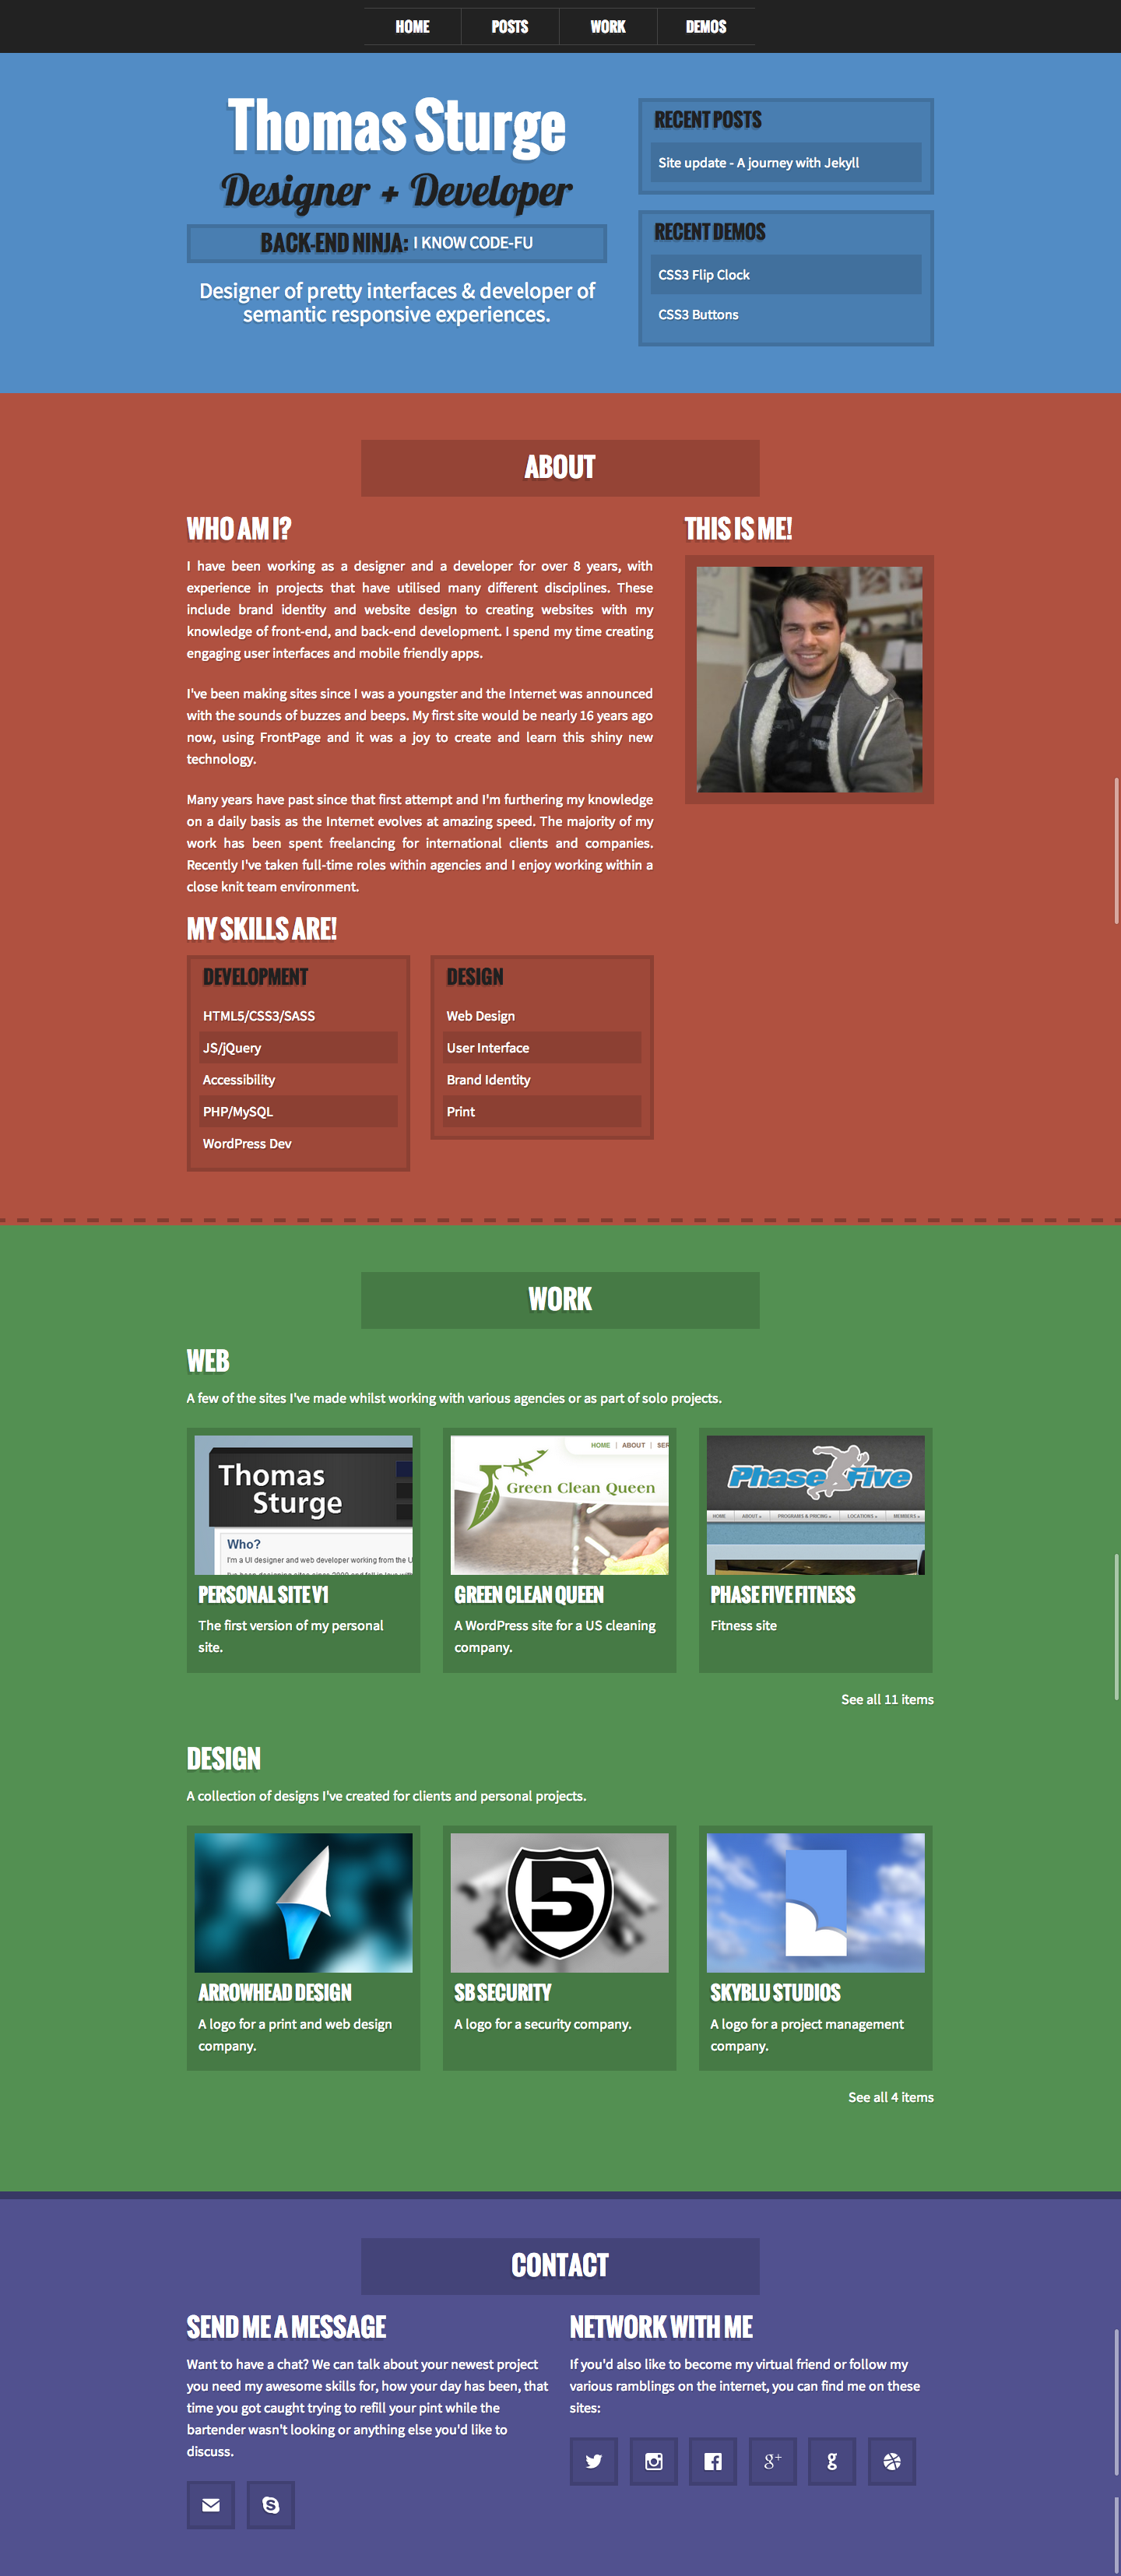 HOME
POSTS
WORK
DEMOS
Thomas Sturge
Designer + Developer
BACK-END NINJA: I KNOW CODE-FU
Designer of pretty interfaces & developer of
semantic responsive experiences.
RECENT POSTS
Site update - A journey with Jekyll
RECENT DEMOS
CSS3 Flip Clock
CSS3 Buttons
ABOUT
WHO AM I?
I have been working as a designer and a developer for over 8 years, with
experience in projects that have utilised many different disciplines. These
include brand identity and website design to creating websites with my
knowledge of front-end, and back-end development. I spend my time creating
engaging user interfaces and mobile friendly apps.
I've been making sites since I was a youngster and the Internet was announced
with the sounds of buzzes and beeps. My first site would be nearly 16 years ago
now, using FrontPage and it was a joy to create and learn this shiny new
technology.
Many years have past since that first attempt and I'm furthering my knowledge
on a daily basis as the Internet evolves at amazing speed. The majority of my
work has been spent freelancing for international clients and companies.
Recently I've taken full-time roles within agencies and I enjoy working within a
close knit team environment.
THIS IS ME!
MY SKILLS ARE!
DEVELOPMENT
HTML5/CSS3/SASS
JS/jQuery
Accessibility
PHP/MySQL
WordPress Dev
DESIGN
Web Design
User Interface
Brand Identity
Print
WORK
WEB
A few of the sites I've made whilst working with various agencies or as part of solo projects.
Thomas
Sturge
Who?
I'm a UI designer and web developer working from the U
PERSONAL SITE V1
The first version of my personal
site.
HOME | ABOUT | SER
Green Clean Queen
GREEN CLEAN QUEEN
A WordPress site for a US cleaning
company.
Phase Five
HOME ABOUT PROGRAMS & PRICING LOCATIONS MEMBERS
PHASE FIVE FITNESS
Fitness site
See all 11 items
DESIGN
A collection of designs I've created for clients and personal projects.
ARROWHEAD DESIGN
A logo for a print and web design
company.
S
SB SECURITY
A logo for a security company.
SKYBLU STUDIOS
A logo for a project management
company.
See all 4 items
CONTACT
SEND ME A MESSAGE
Want to have a chat? We can talk about your newest project
you need my awesome skills for, how your day has been, that
time you got caught trying to refill your pint while the
bartender wasn't looking or anything else you'd like to
discuss.
NETWORK WITH ME
If you'd also like to become my virtual friend or follow my
various ramblings on the internet, you can find me on these
sites: